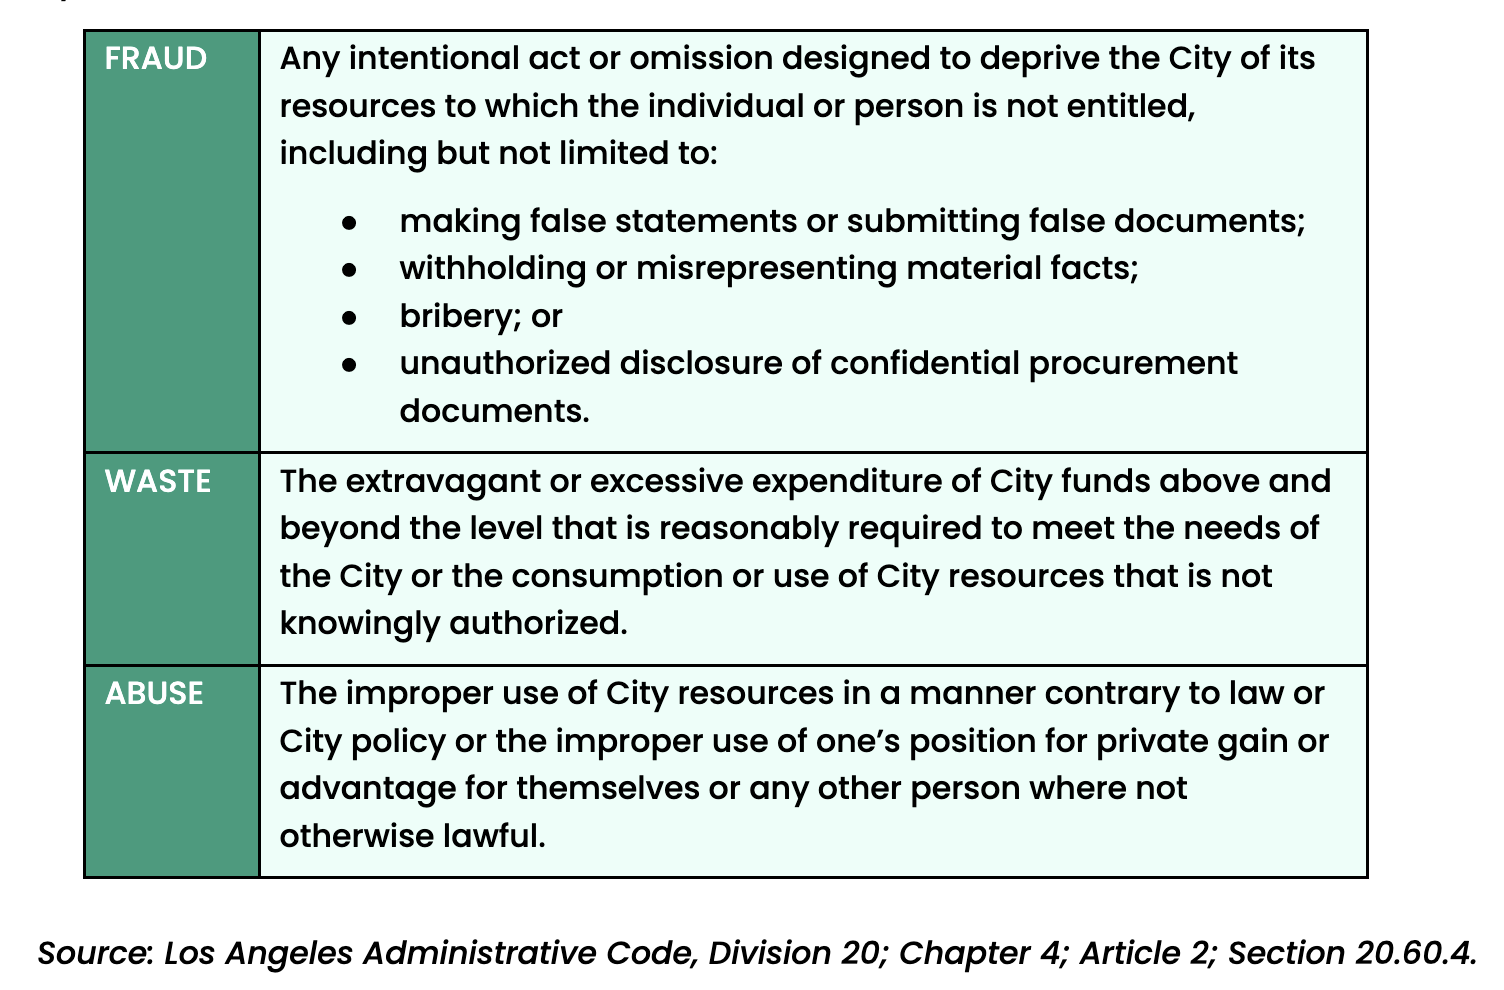 FRAUD
Any intentional act or omission designed to deprive the City of its
resources to which the individual or person is not entitled,
including but not limited to:
● making false statements or submitting false documents;
● withholding or misrepresenting material facts;
● bribery; or
● unauthorized disclosure of confidential procurement
documents.
WASTE
The extravagant or excessive expenditure of City funds above and
beyond the level that is reasonably required to meet the needs of
the City or the consumption or use of City resources that is not
knowingly authorized.
ABUSE
The improper use of City resources in a manner contrary to law or
City policy or the improper use of one’s position for private gain or
advantage for themselves or any other person where not
otherwise lawful.
Source: Los Angeles Administrative Code, Division 20; Chapter 4; Article 2; Section 20.60.4.